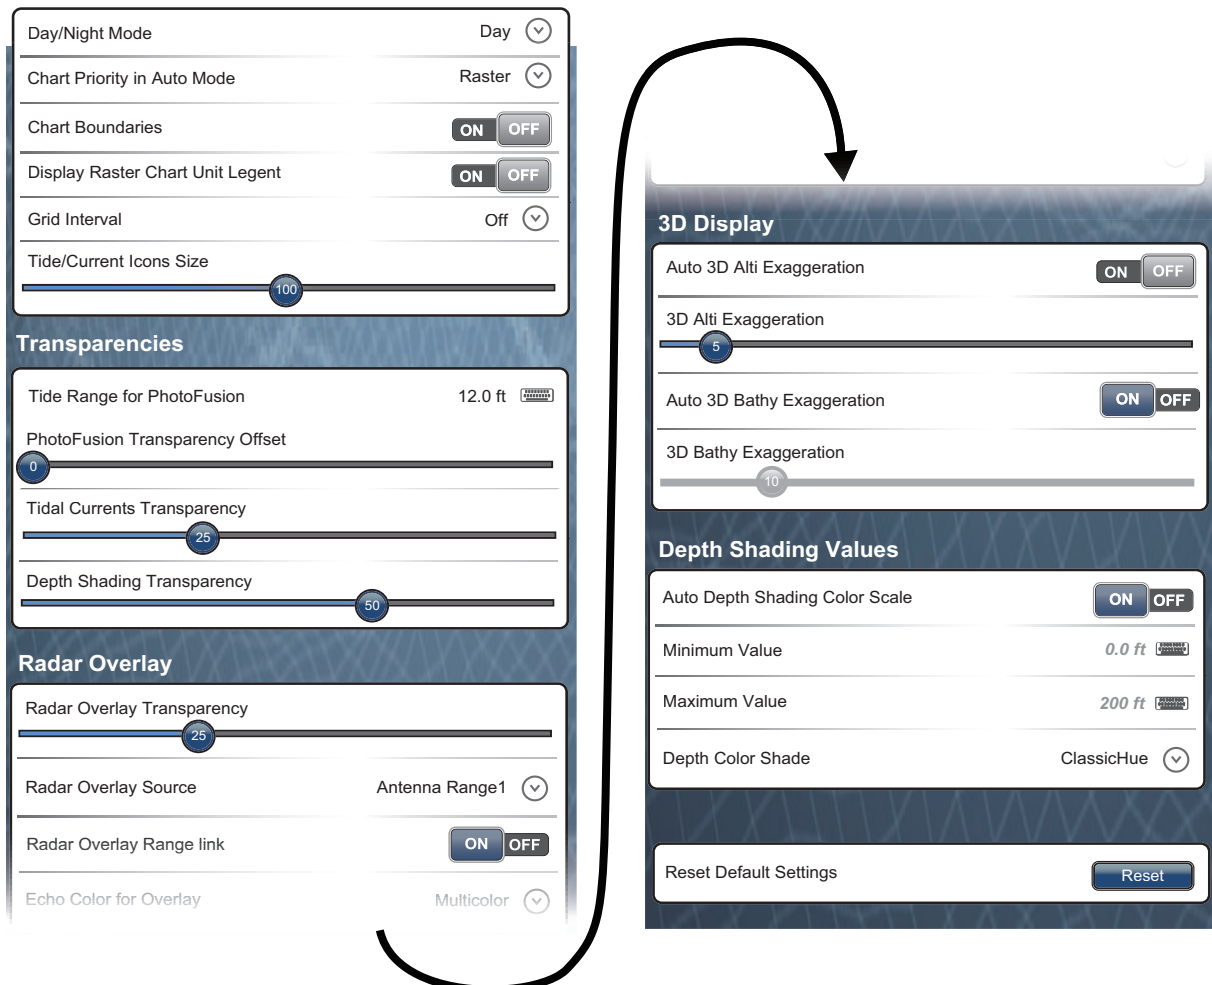 Day/Night Mode Day
Chart Priority in Auto Mode Raster
Chart Boundaries ON OFF
Display Raster Chart Unit Legent ON OFF
Grid Interval Off
Tide/Current Icons Size
100
Transparencies
Tide Range for PhotoFusion 12.0 ft
PhotoFusion Transparency Offset
0
Tidal Currents Transparency
25
Depth Shading Transparency
50
Radar Overlay
Radar Overlay Transparency
25
Radar Overlay Source Antenna Range1
Radar Overlay Range link ON OFF
Echo Color for Overlay Multicolor
3D Display
Auto 3D Alti Exaggeration ON OFF
3D Alti Exaggeration
5
Auto 3D Bathy Exaggeration ON OFF
3D Bathy Exaggeration
10
Depth Shading Values
Auto Depth Shading Color Scale ON OFF
Minimum Value 0.0 ft
Maximum Value 200 ft
Depth Color Shade ClassicHue
Reset Default Settings Reset